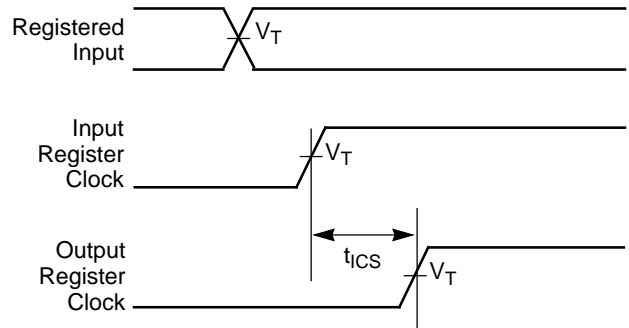 Registered
Input
V_T
Input
Register
Clock
V_T
t_ICS
Output
Register
Clock
V_T